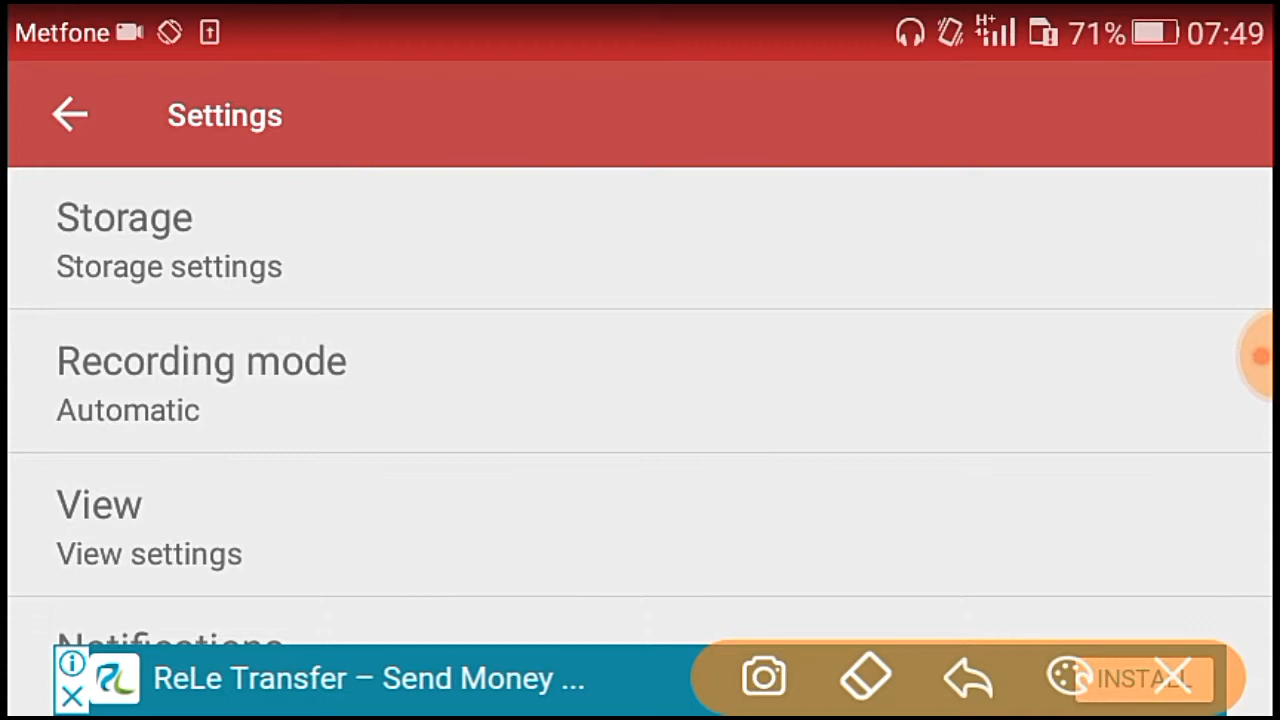 Metfone H+ 71% 07:49
Settings
Storage
Storage settings
Recording mode
Automatic
View
View settings
Notifications
ReLe Transfer – Send Money ... INSTALL